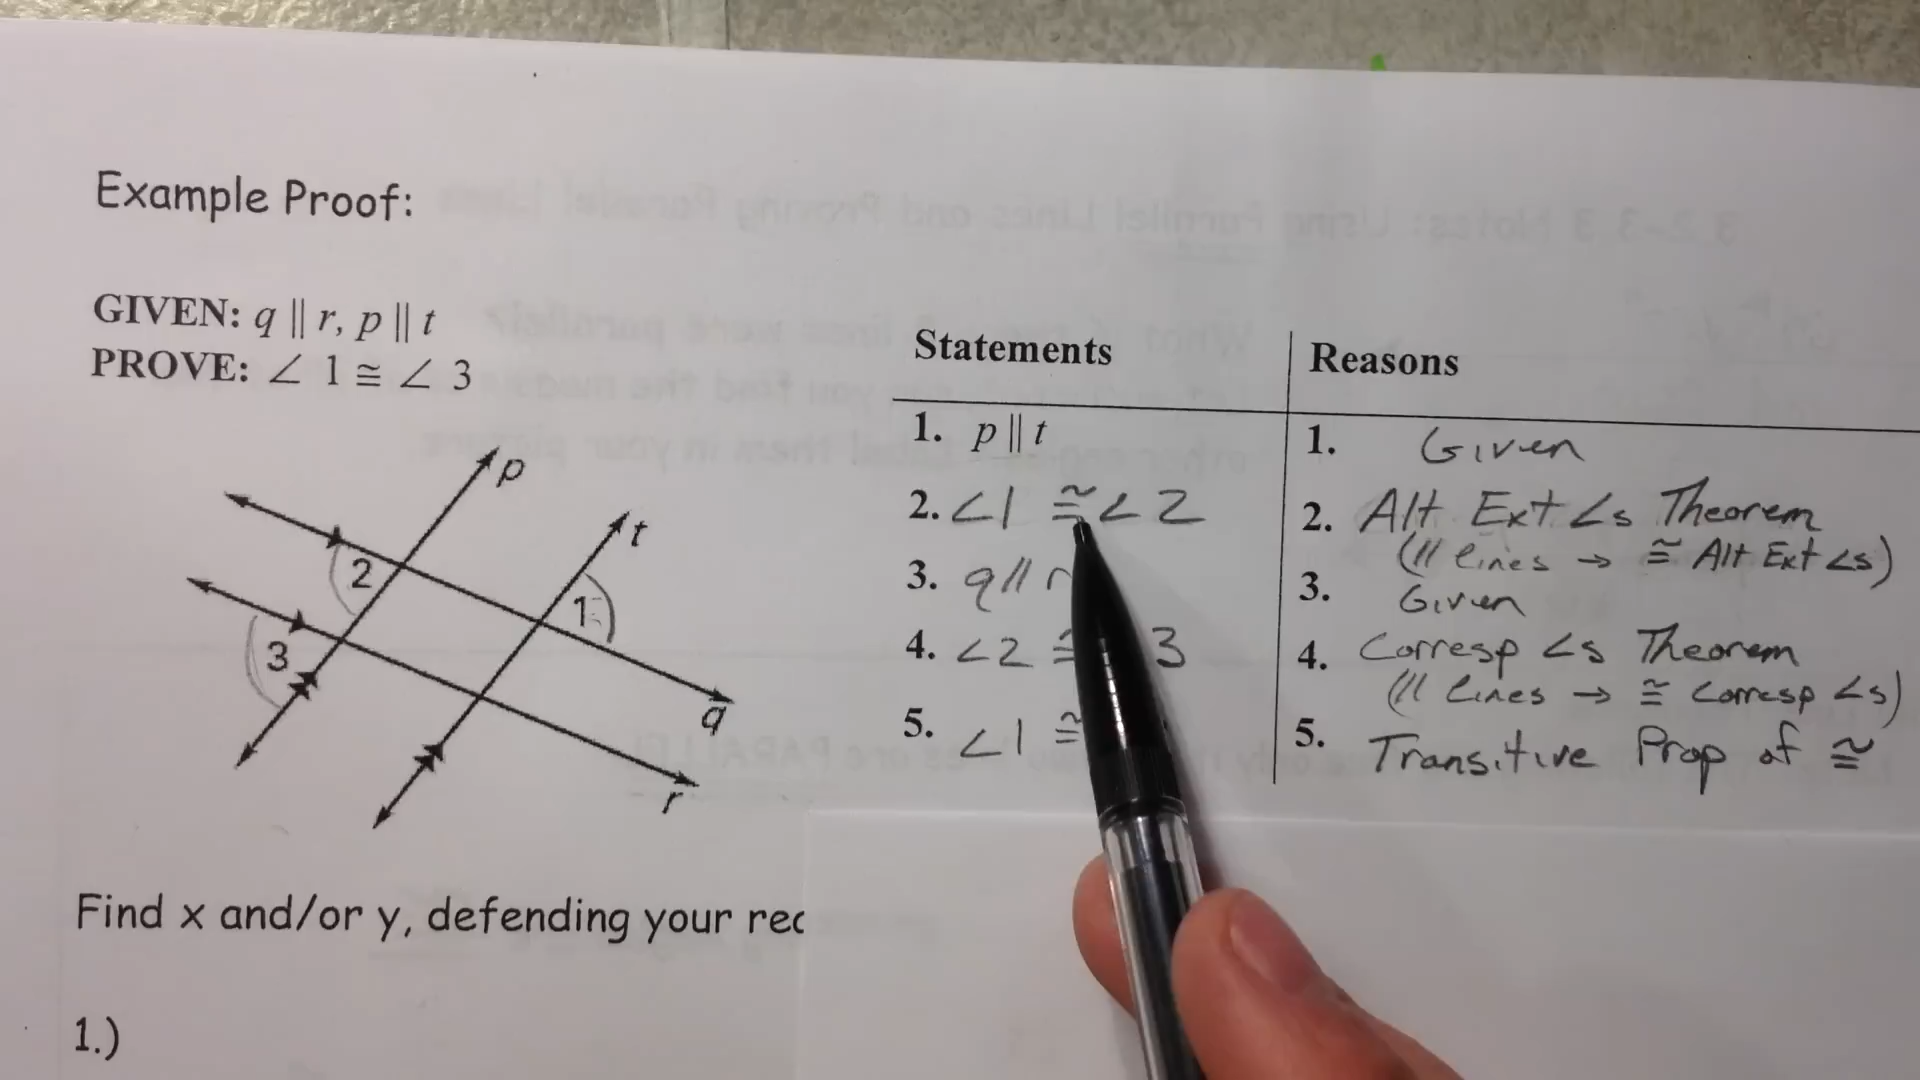 Example Proof:
GIVEN: q || r, p || t
PROVE: ∠ 1 ≅ ∠ 3
p
t
2
1
3
q
r
Statements
Reasons
1. p || t
1. Given
2. ∠1 ≅ ∠2
2. Alt Ext ∠s Theorem
(// lines → ≅ Alt Ext ∠s)
3. q // r
3. Given
4. ∠2 ≅ 3
4. Corresp ∠s Theorem
(// lines → ≅ corresp ∠s)
5. ∠1 ≅
5. Transitive Prop of ≅
Find x and/or y, defending your
1.)